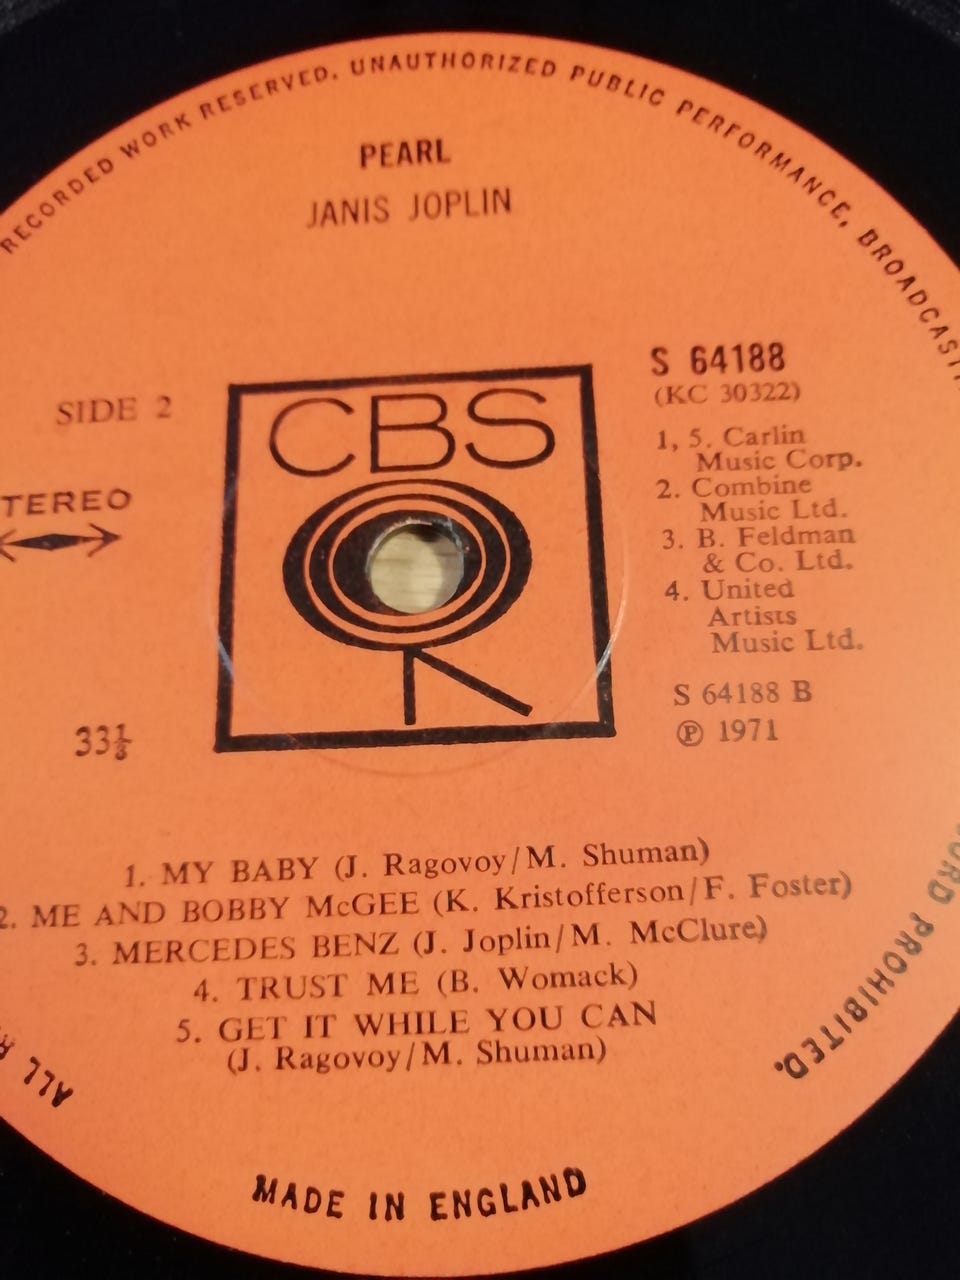 RECORDED WORK RESERVED. UNAUTHORIZED PUBLIC PERFORMANCE, BROADCASTI
PEARL
JANIS JOPLIN
SIDE 2
TEREO
33⅓
CBS
S 64188
(KC 30322)
1, 5. Carlin
Music Corp.
2. Combine
Music Ltd.
3. B. Feldman
& Co. Ltd.
4. United
Artists
Music Ltd.
S 64188 B
Ⓟ 1971
1. MY BABY (J. Ragovoy/M. Shuman)
2. ME AND BOBBY McGEE (K. Kristofferson/F. Foster)
3. MERCEDES BENZ (J. Joplin/M. McClure)
4. TRUST ME (B. Womack)
5. GET IT WHILE YOU CAN
(J. Ragovoy/M. Shuman)
ORD PROHIBITED.
ALL R
MADE IN ENGLAND